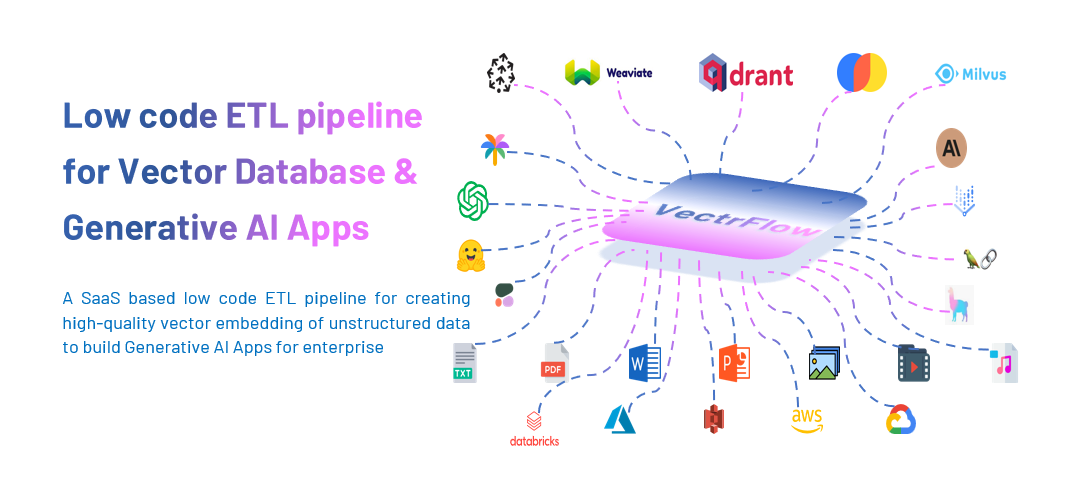 Low code ETL pipeline
for Vector Database &
Generative AI Apps
A SaaS based low code ETL pipeline for creating
high-quality vector embedding of unstructured data
to build Generative AI Apps for enterprise
Weaviate
drant
Milvus
A\
VectrFlow
TXT
PDF
W
P
databricks
aws